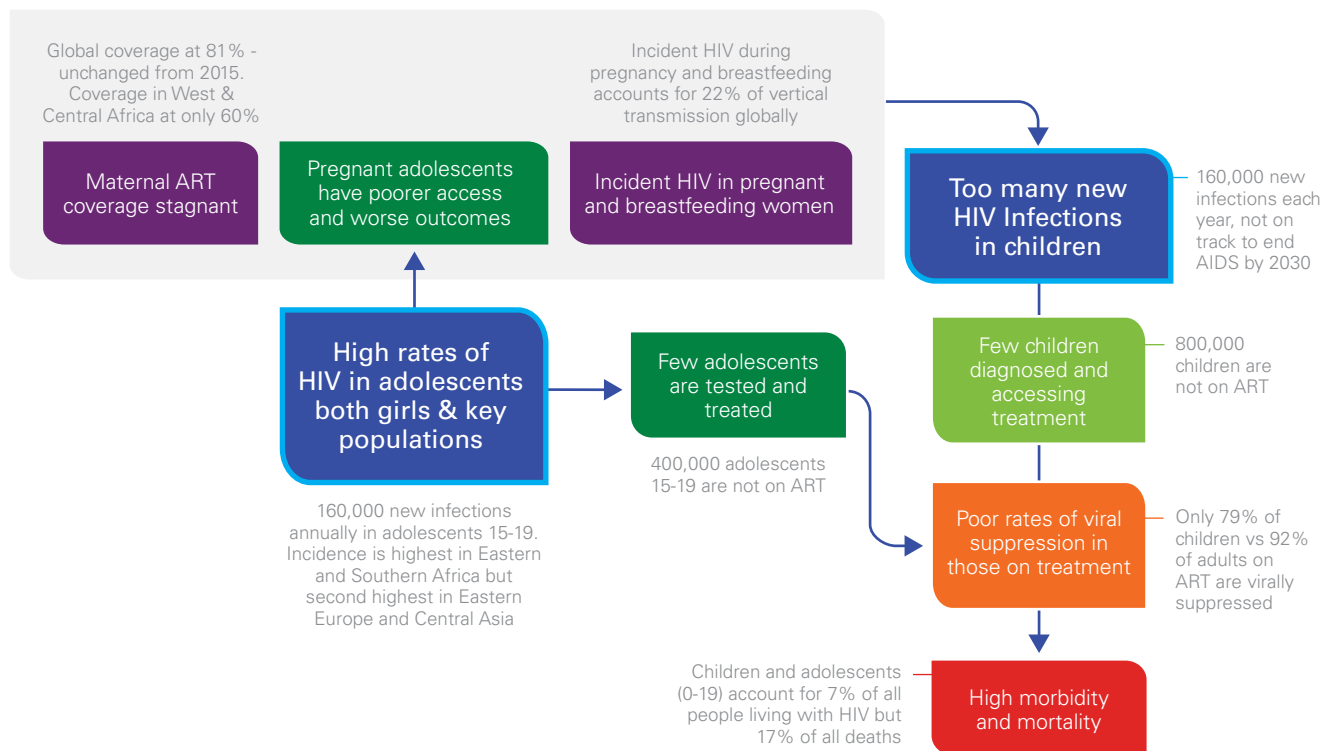 Global coverage at 81% -
unchanged from 2015.
Coverage in West &
Central Africa at only 60%
Incident HIV during
pregnancy and breastfeeding
accounts for 22% of vertical
transmission globally
Maternal ART
coverage stagnant
Pregnant adolescents
have poorer access
and worse outcomes
Incident HIV in pregnant
and breastfeeding women
Too many new
HIV Infections
in children
160,000 new
infections each
year, not on
track to end
AIDS by 2030
High rates of
HIV in adolescents
both girls & key
populations
160,000 new infections
annually in adolescents 15-19.
Incidence is highest in Eastern
and Southern Africa but
second highest in Eastern
Europe and Central Asia
Few adolescents
are tested and
treated
400,000 adolescents
15-19 are not on ART
Few children
diagnosed and
accessing
treatment
800,000
children are
not on ART
Poor rates of viral
suppression in
those on treatment
Only 79% of
children vs 92%
of adults on
ART are virally
suppressed
Children and adolescents
(0-19) account for 7% of all
people living with HIV but
17% of all deaths
High morbidity
and mortality